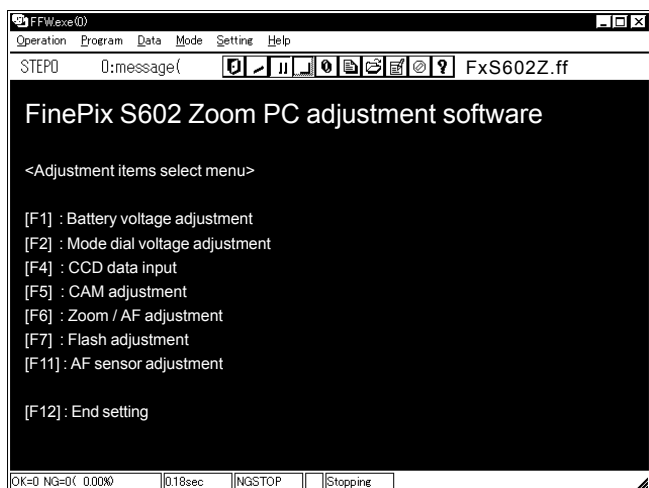 FFW.exe(0)
Operation Program Data Mode Setting Help
STEP0 0:message( FxS602Z.ff
FinePix S602 Zoom PC adjustment software
<Adjustment items select menu>
[F1] : Battery voltage adjustment
[F2] : Mode dial voltage adjustment
[F4] : CCD data input
[F5] : CAM adjustment
[F6] : Zoom / AF adjustment
[F7] : Flash adjustment
[F11] : AF sensor adjustment
[F12] : End setting
OK=0 NG=0( 0.00%) 0.18sec NGSTOP Stopping